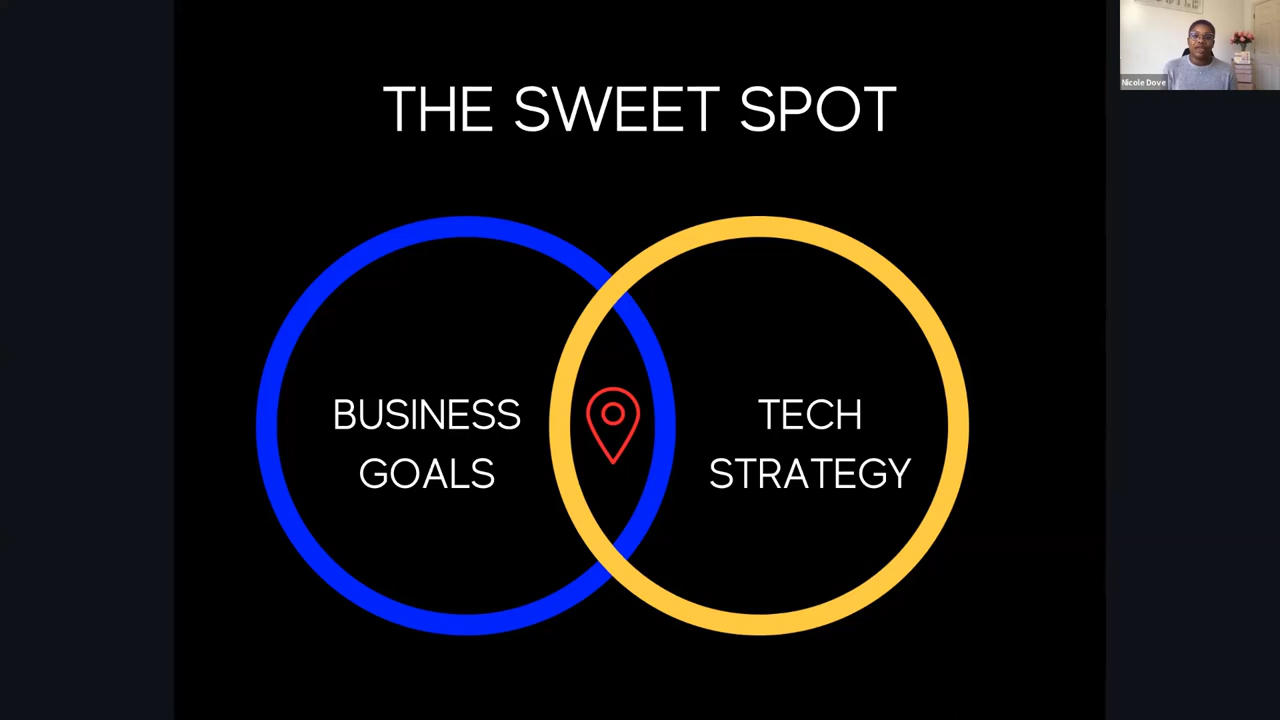 THE SWEET SPOT
BUSINESS
GOALS
TECH
STRATEGY
Nicole Dove